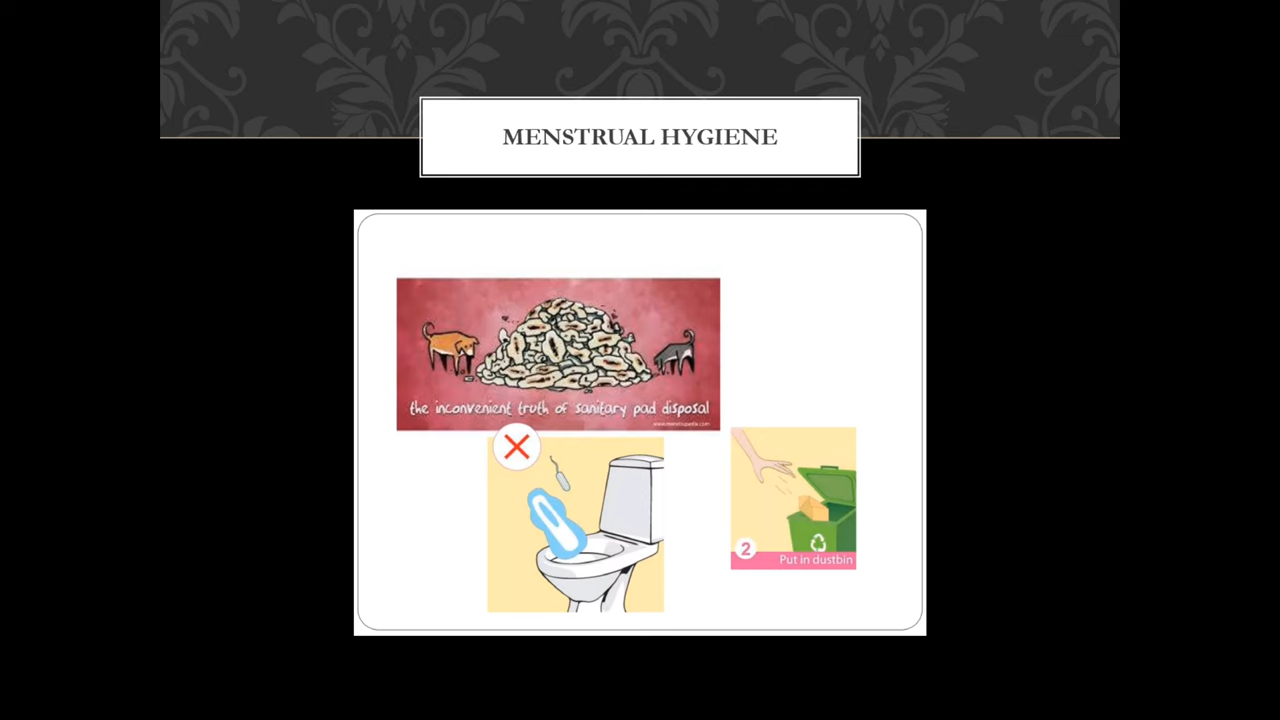 MENSTRUAL HYGIENE
the inconvenient truth of sanitary pad disposal
www.menstrupedia.com
2
Put in dustbin